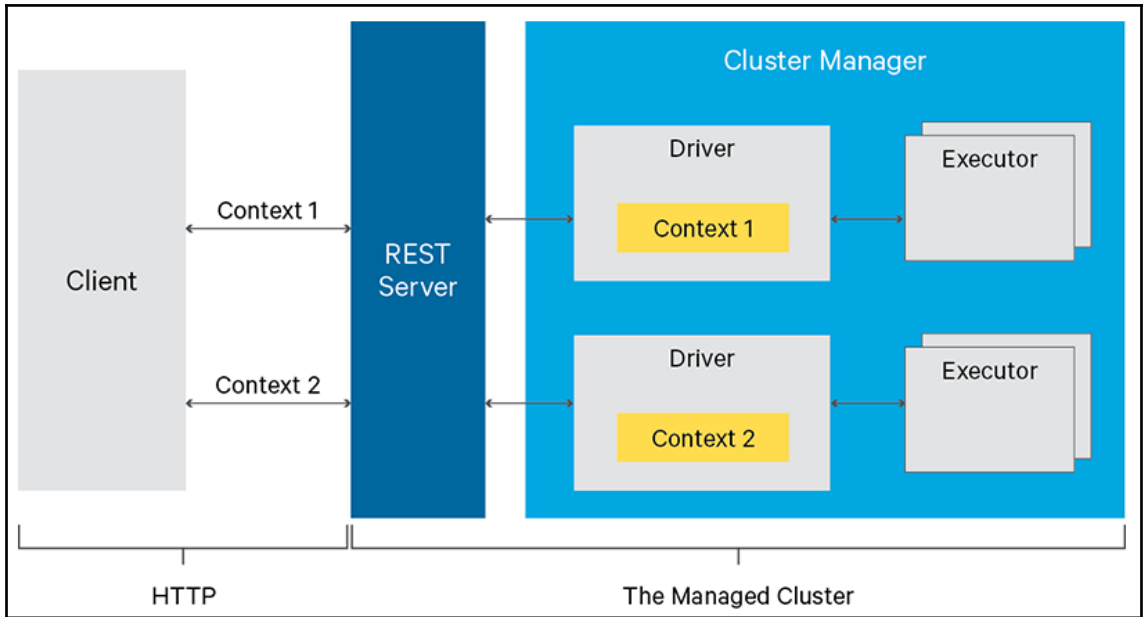 Cluster Manager
Driver
Executor
Context 1
Context 1
REST
Server
Client
Driver
Executor
Context 2
Context 2
HTTP
The Managed Cluster